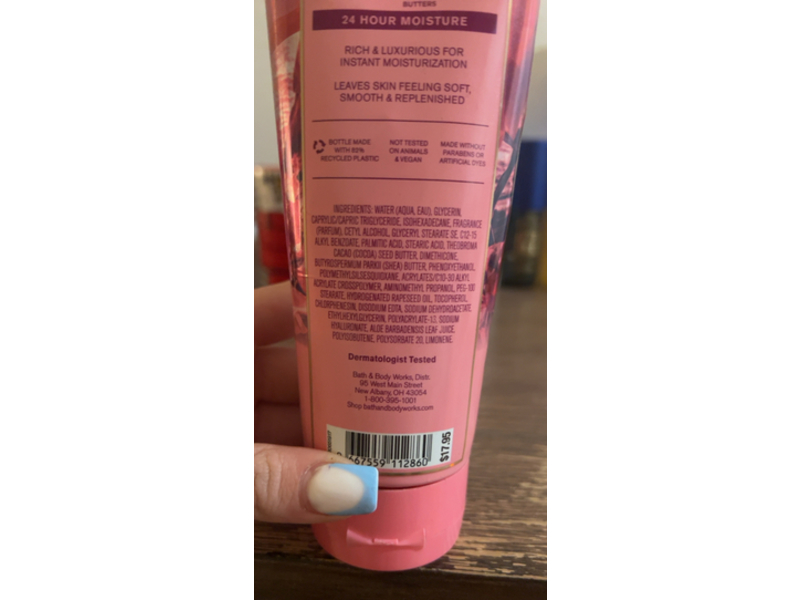 BUTTERS
24 HOUR MOISTURE
RICH & LUXURIOUS FOR
INSTANT MOISTURIZATION
LEAVES SKIN FEELING SOFT,
SMOOTH & REPLENISHED
BOTTLE MADE
WITH
RECYCLED PLASTIC
NOT TESTED
ON ANIMALS
& VEGAN
MADE WITHOUT
PARABENS OR
ARTIFICIAL DYES
INGREDIENTS: WATER (AQUA, EAU), GLYCERIN,
CAPRYLIC/CAPRIC TRIGLYCERIDE, ISOHEXADECANE, FRAGRANCE
(PARFUM), CETYL ALCOHOL, GLYCERYL STEARATE SE, C12-15
ALKYL BENZOATE, PALMITIC ACID, STEARIC ACID, THEOBROMA
CACAO (COCOA) SEED BUTTER, DIMETHICONE,
BUTYROSPERMUM PARKII (SHEA) BUTTER, PHENOXYETHANOL,
POLYMETHYLSILSESQUIOXANE, ACRYLATES/C10-30 ALKYL
ACRYLATE CROSSPOLYMER, AMINOMETHYL PROPANOL, PEG-100
STEARATE, HYDROGENATED RAPESEED OIL, TOCOPHEROL,
CHLORPHENESIN, DISODIUM EDTA, SODIUM DEHYDROACETATE,
ETHYLHEXYLGLYCERIN, POLYACRYLATE-13, SODIUM
HYALURONATE, ALOE BARBADENSIS LEAF JUICE,
POLYISOBUTENE, POLYSORBATE 20, LIMONENE.
Dermatologist Tested
Bath & Body Works, Distr.
95 West Main Street
New Albany, OH 43054
1-800-395-1001
Shop bathandbodyworks.com
667559 112860
$17.95